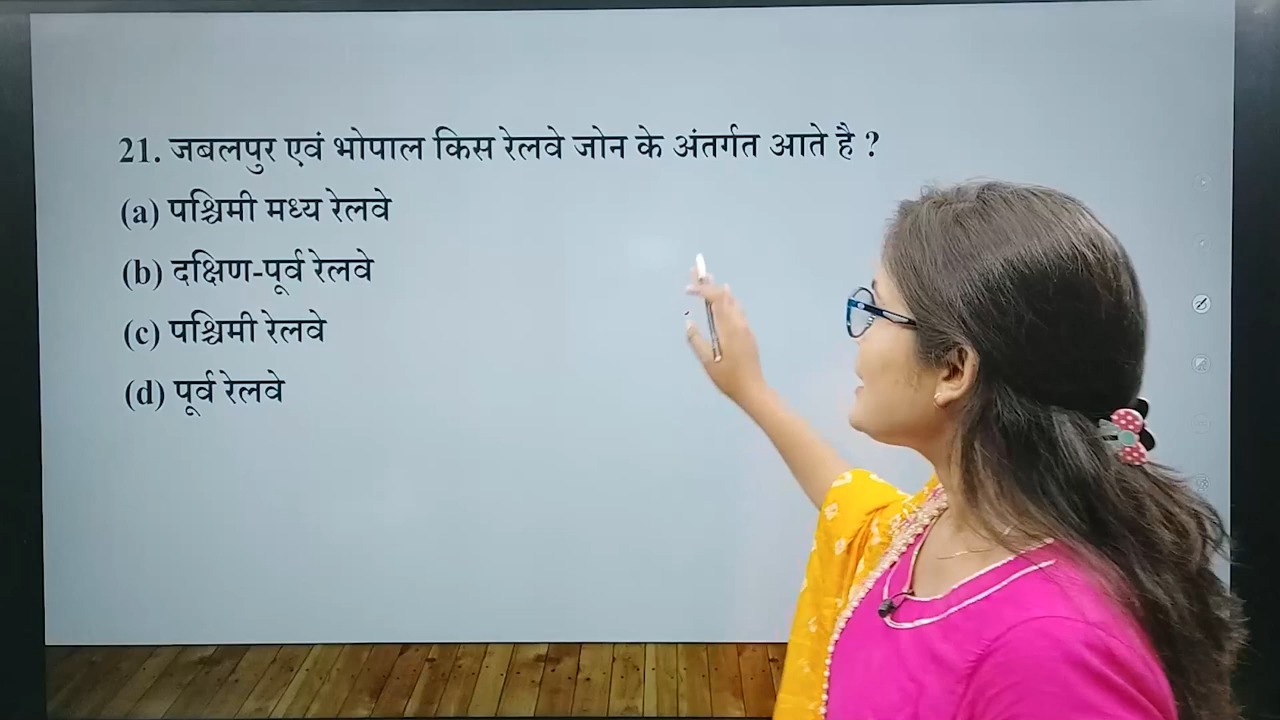 21. जबलपुर एवं भोपाल किस रेलवे जोन के अंतर्गत आते है ?
(a) पश्चिमी मध्य रेलवे
(b) दक्षिण-पूर्व रेलवे
(c) पश्चिमी रेलवे
(d) पूर्व रेलवे